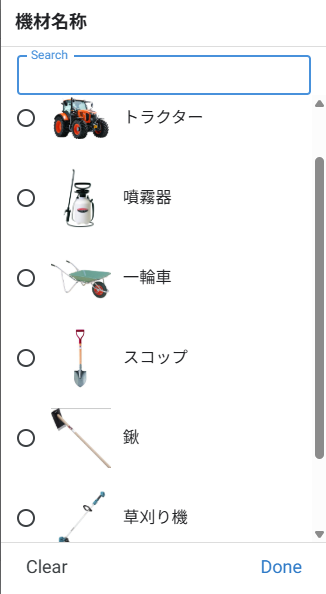 機材名称
Search
トラクター
噴霧器
一輪車
スコップ
鍬
草刈り機
Clear
Done